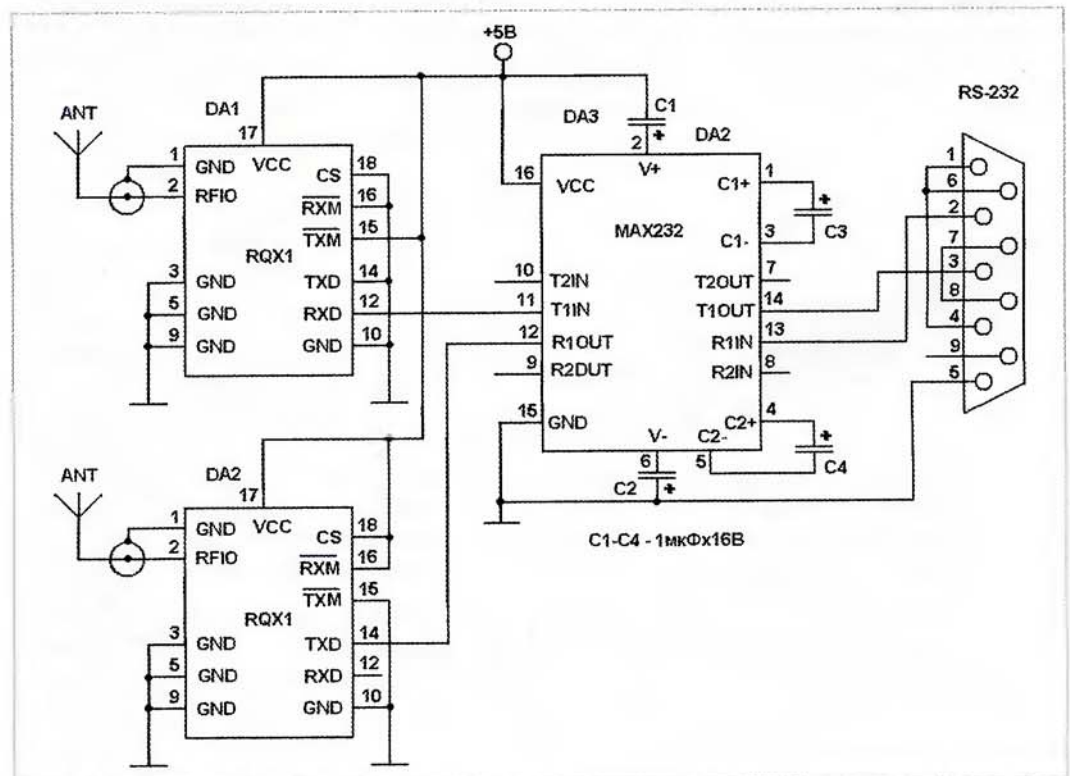 +5В
RS-232
ANT
DA1
17
1
GND
VCC
2
RFIO
CS
18
RXM
16
TXM
15
RQX1
3
GND
TXD
14
5
GND
RXD
12
9
GND
GND
10
DA3
C1
2
DA2
V+
16
VCC
C1+
1
MAX232
C1-
3
C3
10
T2IN
T2OUT
7
11
T1IN
T1OUT
14
12
R1OUT
R1IN
13
9
R2DUT
R2IN
8
15
GND
C2+
4
V-
C2-
6
5
C2
C4
1
6
2
7
3
8
4
9
5
ANT
DA2
17
1
GND
VCC
2
RFIO
CS
18
RXM
16
TXM
15
RQX1
3
GND
TXD
14
5
GND
RXD
12
9
GND
GND
10
C1-C4 - 1мкФх16В